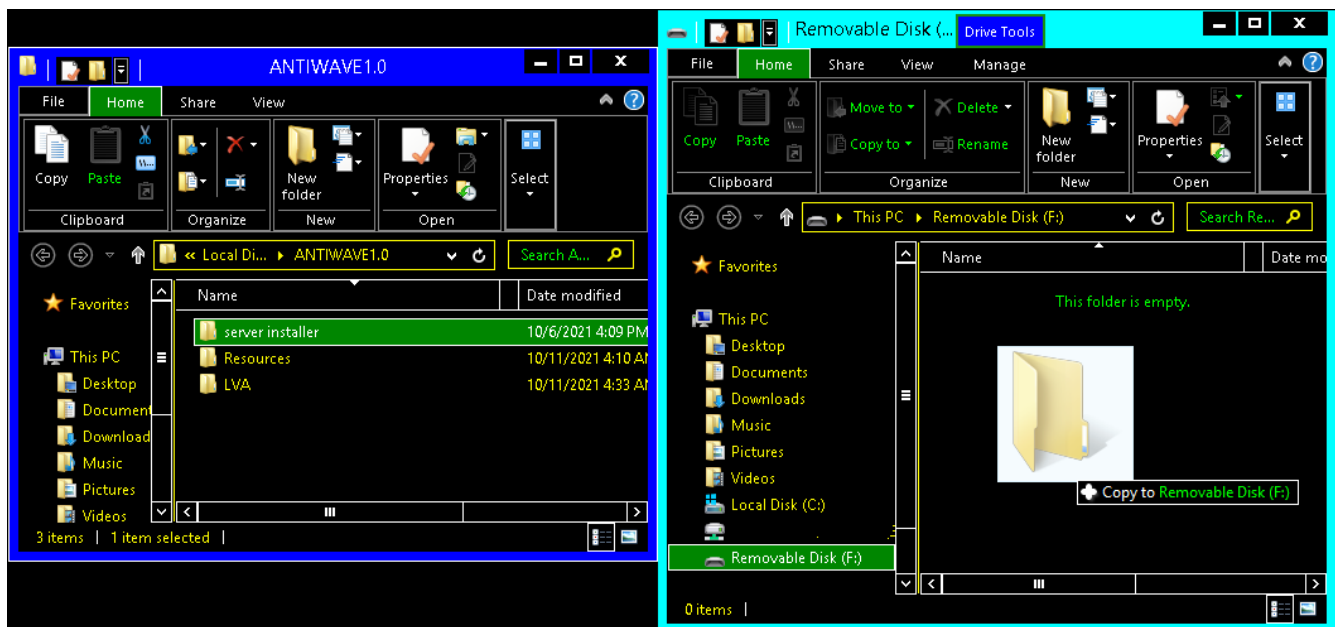 ANTIWAVE1.0
File Home Share View
Copy Paste
New folder
Properties
Select
Clipboard Organize New Open
« Local Di... ANTIWAVE1.0
Search A...
Favorites
This PC
Desktop
Document
Download
Music
Pictures
Videos
Name Date modified
server installer 10/6/2021 4:09 PM
Resources 10/11/2021 4:10 AM
LVA 10/11/2021 4:33 AM
3 items 1 item selected
Removable Disk (... Drive Tools
File Home Share View Manage
Copy Paste
Move to
Copy to
Delete
Rename
New folder
Properties
Select
Clipboard Organize New Open
This PC Removable Disk (F:)
Search Re...
Favorites
This PC
Desktop
Documents
Downloads
Music
Pictures
Videos
Local Disk (C:)
Removable Disk (F:)
Name Date mo
This folder is empty.
Copy to Removable Disk (F:)
0 items